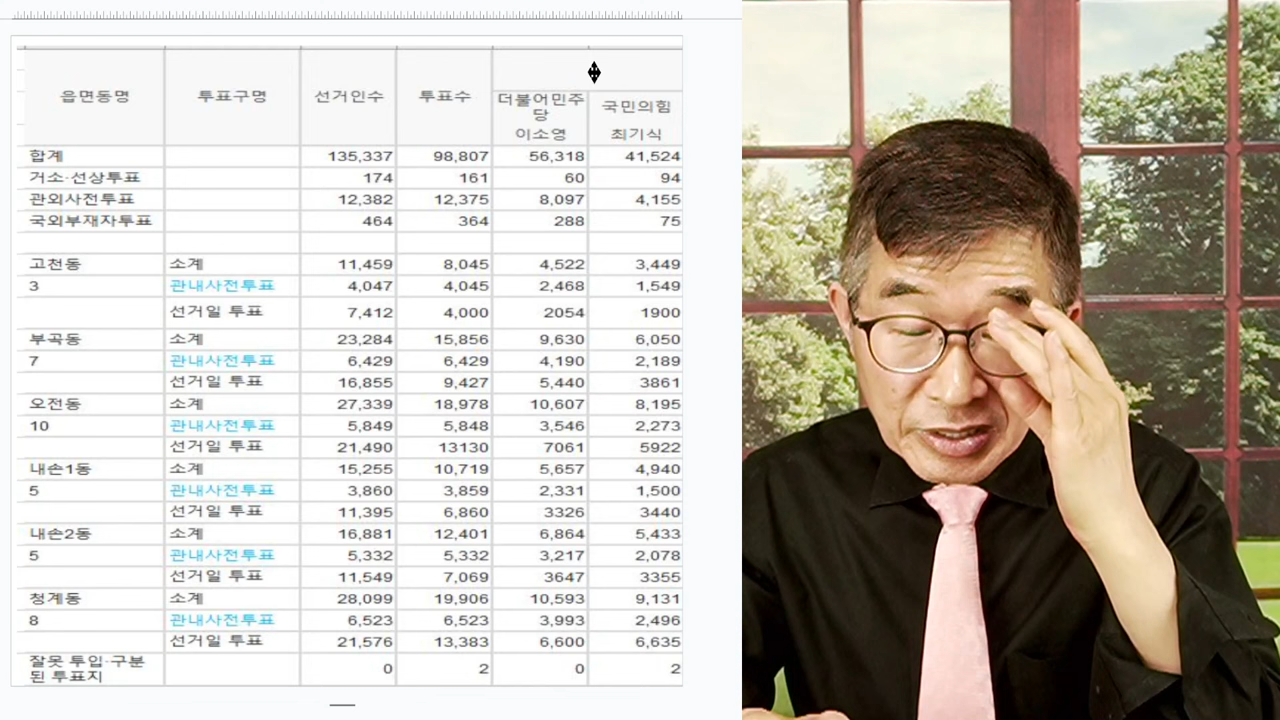 읍면동명 투표구명 선거인수 투표수 더불어민주당 이소영 국민의힘 최기식
합계 135,337 98,807 56,318 41,524
거소·선상투표 174 161 60 94
관외사전투표 12,382 12,375 8,097 4,155
국외부재자투표 464 364 288 75
고천동 소계 11,459 8,045 4,522 3,449
3 관내사전투표 4,047 4,045 2,468 1,549
선거일 투표 7,412 4,000 2054 1900
부곡동 소계 23,284 15,856 9,630 6,050
7 관내사전투표 6,429 6,429 4,190 2,189
선거일 투표 16,855 9,427 5,440 3861
오전동 소계 27,339 18,978 10,607 8,195
10 관내사전투표 5,849 5,848 3,546 2,273
선거일 투표 21,490 13130 7061 5922
내손1동 소계 15,255 10,719 5,657 4,940
5 관내사전투표 3,860 3,859 2,331 1,500
선거일 투표 11,395 6,860 3326 3440
내손2동 소계 16,881 12,401 6,864 5,433
5 관내사전투표 5,332 5,332 3,217 2,078
선거일 투표 11,549 7,069 3647 3355
청계동 소계 28,099 19,906 10,593 9,131
8 관내사전투표 6,523 6,523 3,993 2,496
선거일 투표 21,576 13,383 6,600 6,635
잘못 투입·구분된 투표지 0 2 0 2